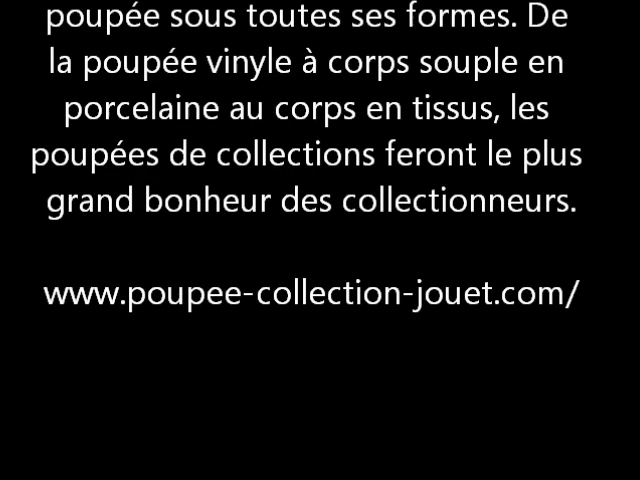 poupée sous toutes ses formes. De
la poupée vinyle à corps souple en
porcelaine au corps en tissus, les
poupées de collections feront le plus
grand bonheur des collectionneurs.
www.poupee-collection-jouet.com/